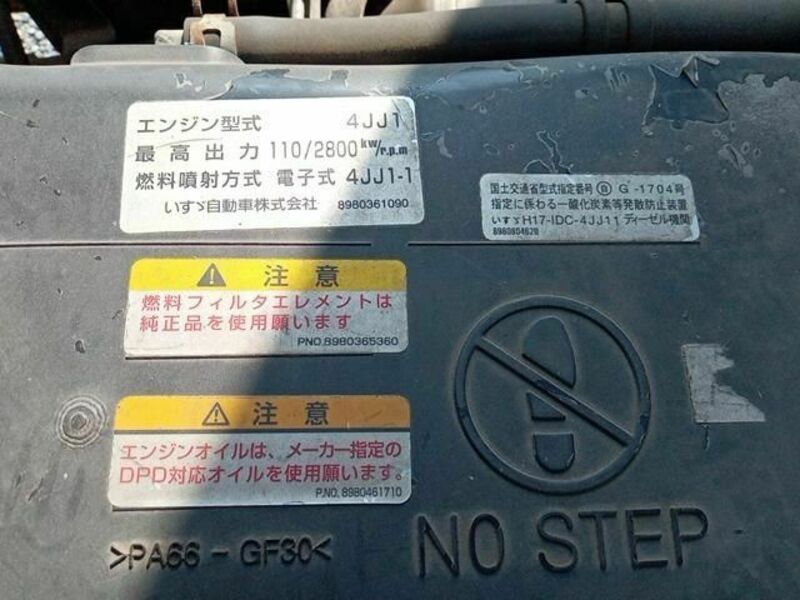 エンジン型式 4JJ1
最高出力 110/2800 kw/r.p.m
燃料噴射方式 電子式 4JJ1-1
いすゞ自動車株式会社 8980361090
国土交通省型式指定番号 自 G-1704号
指定に係わる一酸化炭素等発散防止装置
いすゞH17-IDC-4JJ11 ディーゼル機関
8980804620
注意
燃料フィルタエレメントは
純正品を使用願います
PNO.8980365360
注意
エンジンオイルは、メーカー指定の
DPD対応オイルを使用願います。
P.NO. 8980461710
>PA66-GF30<
NO STEP